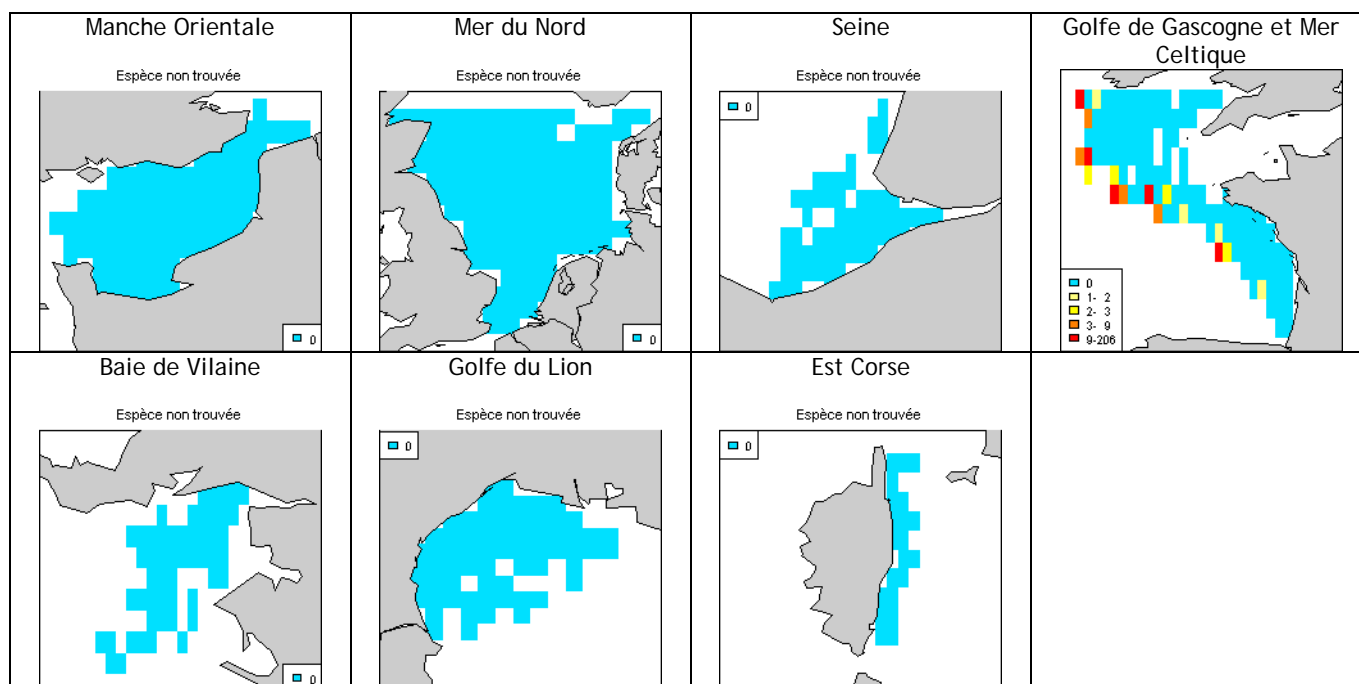 Manche Orientale
Espèce non trouvée
0
Mer du Nord
Espèce non trouvée
0
Seine
Espèce non trouvée
0
Golfe de Gascogne et Mer
Celtique
0
1- 2
2- 3
3- 9
9-206
Baie de Vilaine
Espèce non trouvée
0
Golfe du Lion
Espèce non trouvée
0
Est Corse
Espèce non trouvée
0